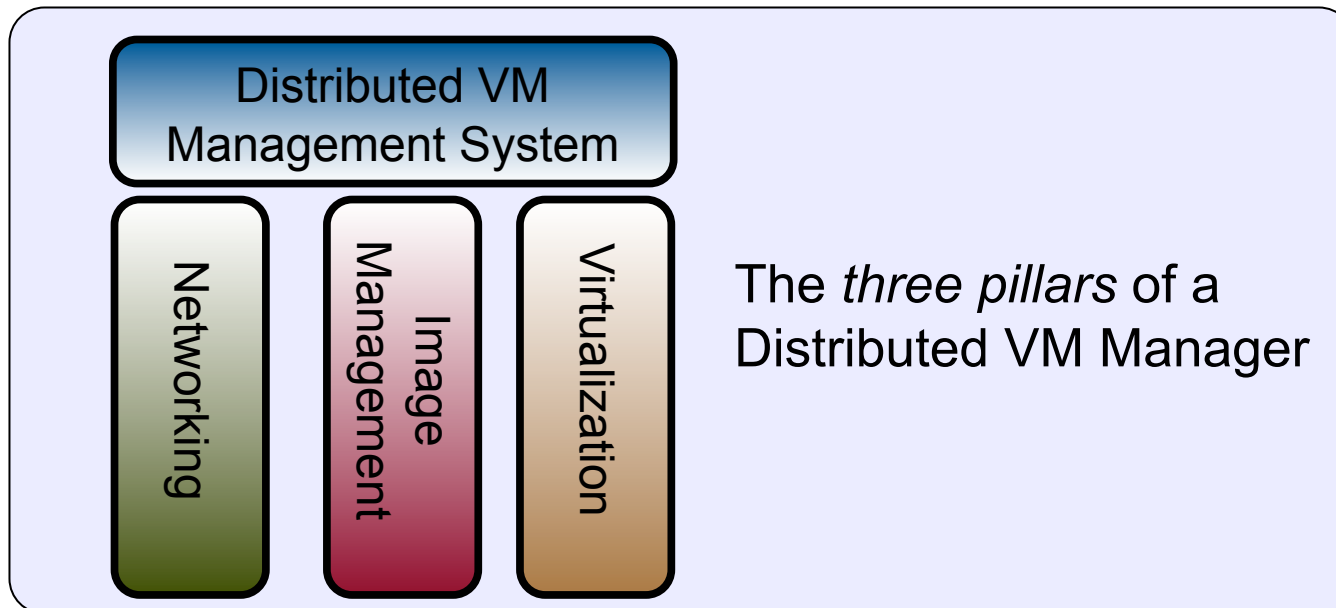 Distributed VM
Management System
Networking
Image
Management
Virtualization
The three pillars of a
Distributed VM Manager